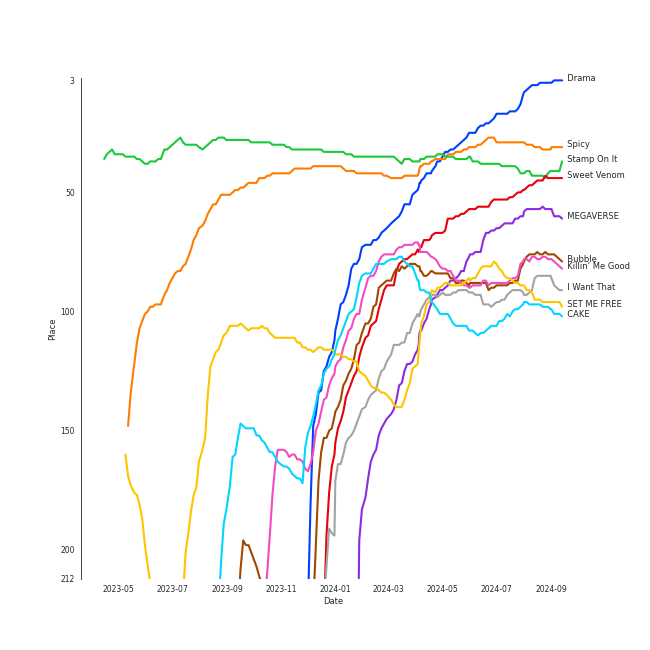 3
50
100
150
200
212
Place
2023-05
2023-07
2023-09
2023-11
2024-01
2024-03
2024-05
2024-07
2024-09
Date
Drama
Spicy
Stamp On It
Sweet Venom
MEGAVERSE
Bubble
Killin' Me Good
I Want That
SET ME FREE
CAKE